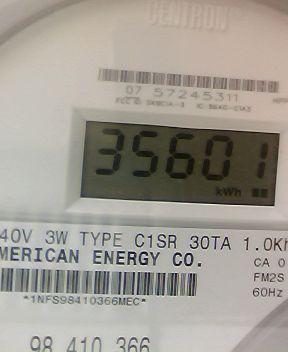 CENTRON®
07 57245311
35601
kWh
40V 3W TYPE C1SR 30TA 1.0Kh
MERICAN ENERGY CO.
CA 0
FM2S
60Hz
*1NFS98410366MEC*
98 410 366